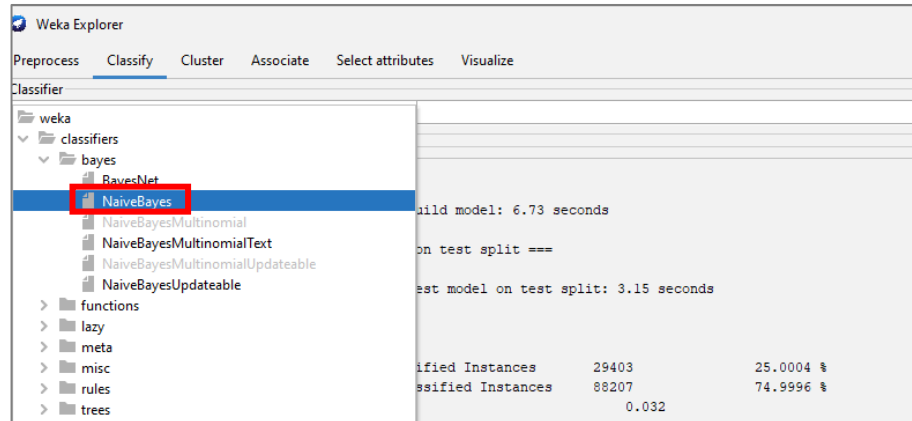 Weka Explorer
Preprocess Classify Cluster Associate Select attributes Visualize
Classifier
weka
classifiers
bayes
BayesNet
NaiveBayes
NaiveBayesMultinomial
uild model: 6.73 seconds
NaiveBayesMultinomialText
on test split ===
NaiveBayesMultinomialUpdateable
NaiveBayesUpdateable
est model on test split: 3.15 seconds
functions
lazy
meta
misc
ified Instances 29403 25.0004 %
rules
ssified Instances 88207 74.9996 %
trees
0.032